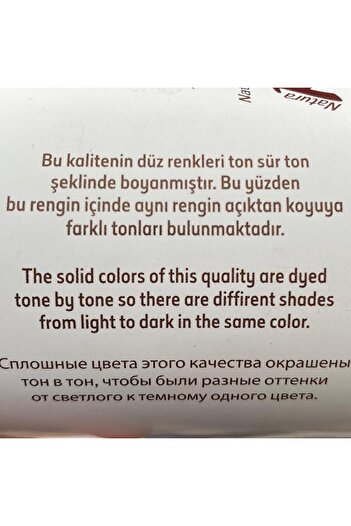 Natura
Bu kalitenin düz renkleri ton sür ton
şeklinde boyanmıştır. Bu yüzden
bu rengin içinde aynı rengin açıktan koyuya
farklı tonları bulunmaktadır.
The solid colors of this quality are dyed
tone by tone so there are diffirent shades
from light to dark in the same color.
Сплошные цвета этого качества окрашены
тон в тон, чтобы были разные оттенки
от светлого к темному одного цвета.